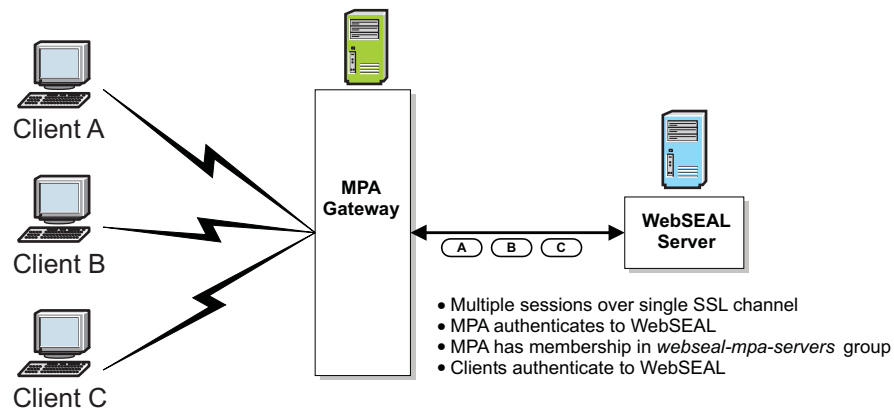 Client A
Client B
Client C
MPA
Gateway
A B C
WebSEAL
Server
• Multiple sessions over single SSL channel
• MPA authenticates to WebSEAL
• MPA has membership in webseal-mpa-servers group
• Clients authenticate to WebSEAL